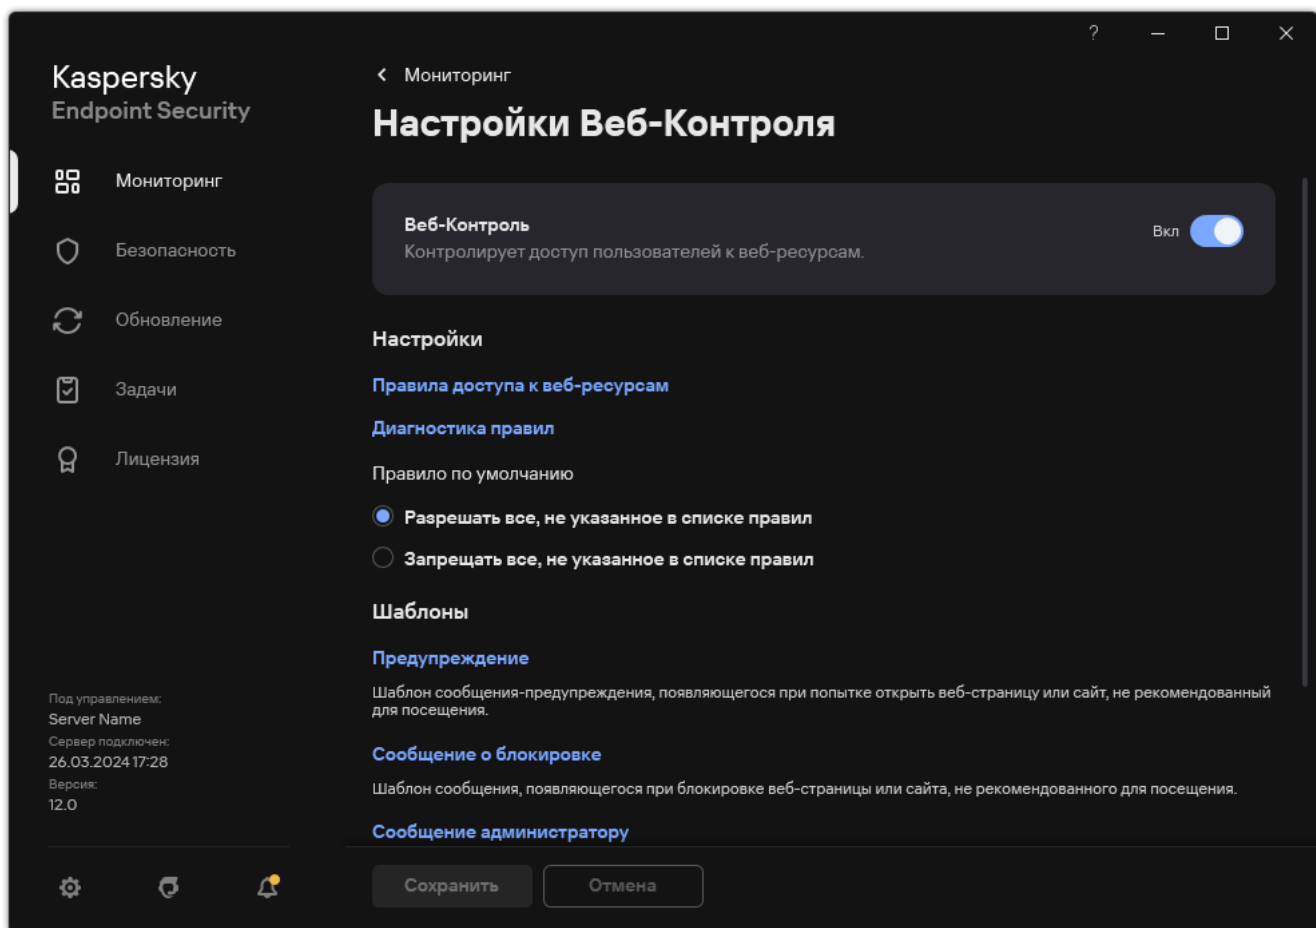 ?
Kaspersky
Endpoint Security
Мониторинг
Безопасность
Обновление
Задачи
Лицензия
Под управлением:
Server Name
Сервер подключен:
26.03.2024 17:28
Версия:
12.0
Мониторинг
Настройки Веб-Контроля
Веб-Контроль
Контролирует доступ пользователей к веб-ресурсам.
Вкл
Настройки
Правила доступа к веб-ресурсам
Диагностика правил
Правило по умолчанию
Разрешать все, не указанное в списке правил
Запрещать все, не указанное в списке правил
Шаблоны
Предупреждение
Шаблон сообщения-предупреждения, появляющегося при попытке открыть веб-страницу или сайт, не рекомендованный
для посещения.
Сообщение о блокировке
Шаблон сообщения, появляющегося при блокировке веб-страницы или сайта, не рекомендованного для посещения.
Сообщение администратору
Сохранить
Отмена